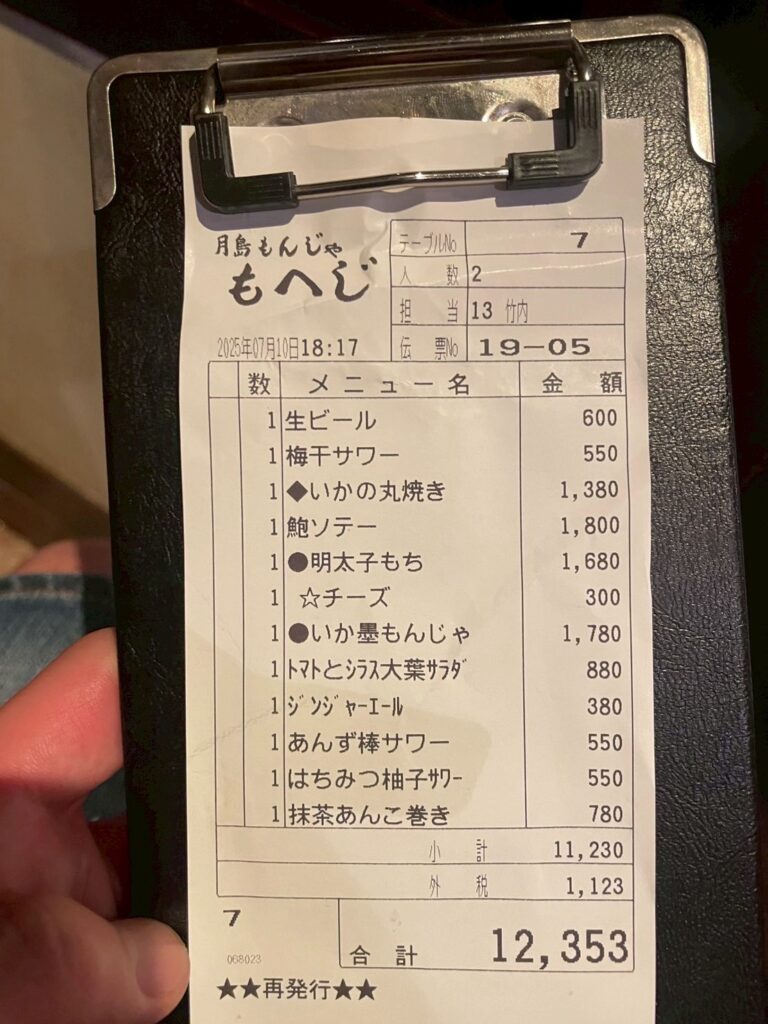 月島もんじゃ
もへじ
テーブルNo 7
人数 2
担当 13 竹内
2025年07月10日18:17 伝票No 19-05
数 メニュー名 金額
1 生ビール 600
1 梅干サワー 550
1 ◆いかの丸焼き 1,380
1 鮑ソテー 1,800
1 ●明太子もち 1,680
1 ☆チーズ 300
1 ●いか墨もんじゃ 1,780
1 ﾄﾏﾄとｼﾗｽ大葉ｻﾗﾀﾞ 880
1 ｼﾞﾝｼﾞｬｰｴｰﾙ 380
1 あんず棒サワー 550
1 はちみつ柚子ｻﾜｰ 550
1 抹茶あんこ巻き 780
小計 11,230
外税 1,123
7
068023
合計 12,353
★★再発行★★